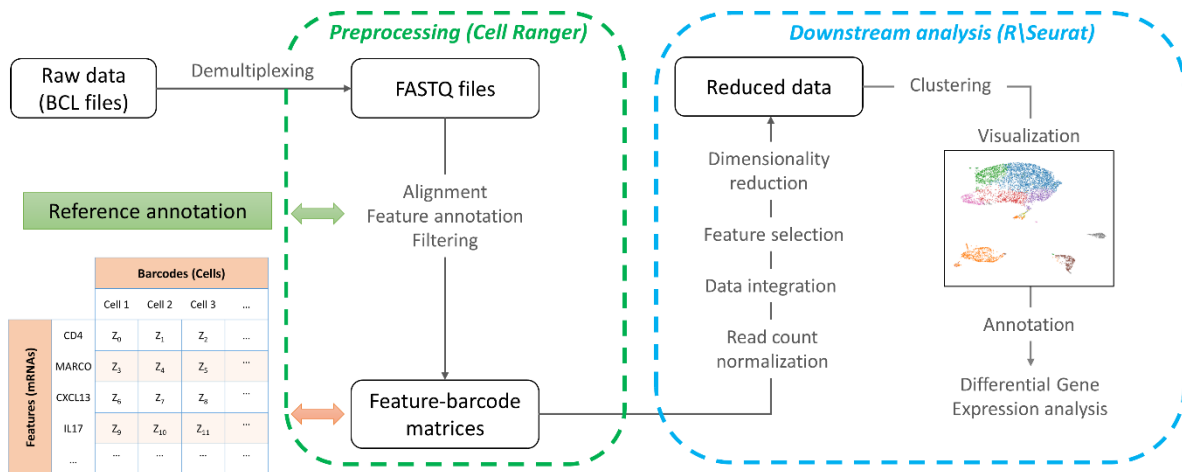 Preprocessing (Cell Ranger)
Downstream analysis (R\Seurat)
Raw data
(BCL files)
Demultiplexing
FASTQ files
Reduced data
Clustering
Visualization
Alignment
Feature annotation
Filtering
Reference annotation
Dimensionality
reduction
Feature selection
Data integration
Read count
normalization
Annotation
Differential Gene
Expression analysis
Feature-barcode
matrices
Barcodes (Cells)
Cell 1 Cell 2 Cell 3 ...
Features (mRNAs)
CD4 Z₀ Z₁ Z₂ ...
MARCO Z₃ Z₄ Z₅ ...
CXCL13 Z₆ Z₇ Z₈ ...
IL17 Z₉ Z₁₀ Z₁₁ ...
... ... ... ... ...